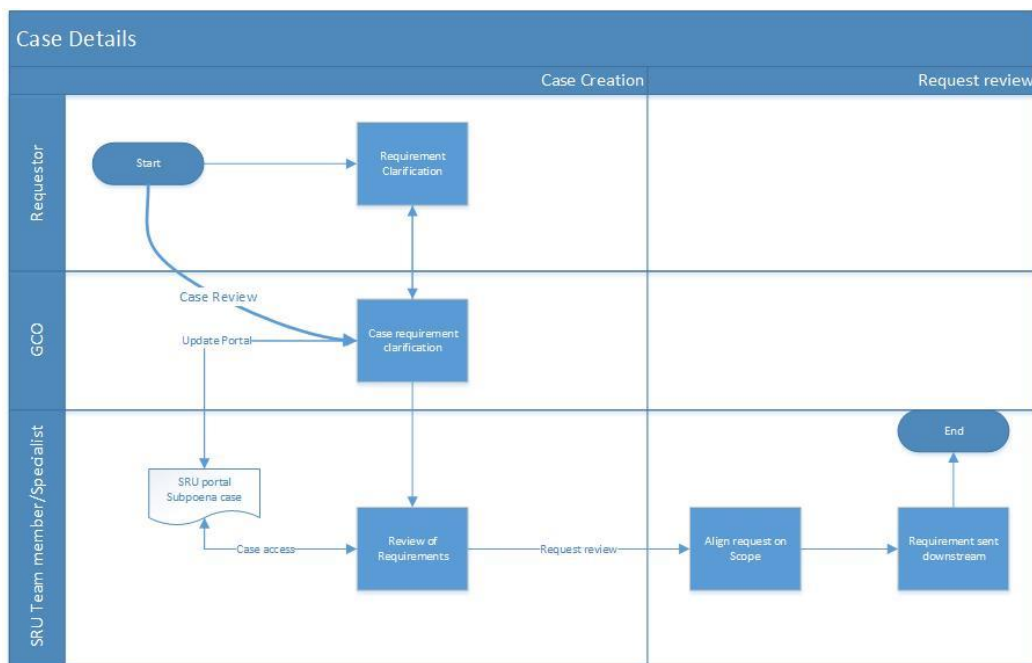 Case Details
Case Creation
Request review
Requestor
Start
Requirement
Clarification
Case Review
GCO
Update Portal
Case requirement
clarification
SRU Team member/Specialist
End
SRU portal
Subpoena case
Case access
Review of
Requirements
Request review
Align request on
Scope
Requirement sent
downstream